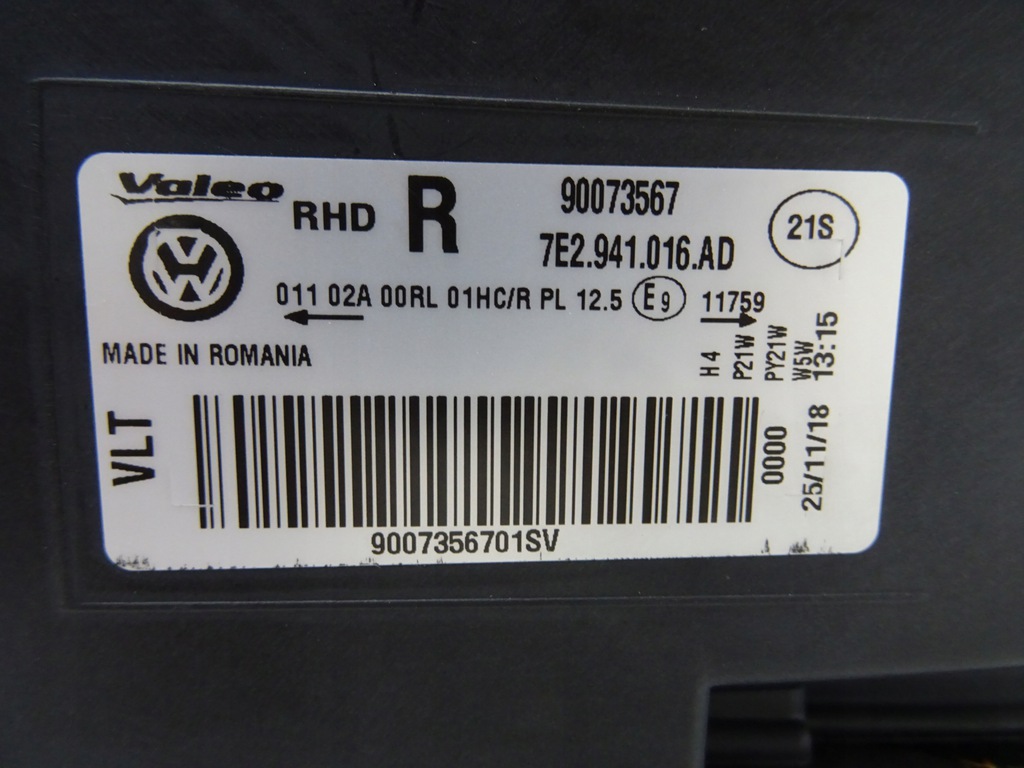 Valeo
RHD R
90073567
7E2.941.016.AD
21S
011 02A 00RL 01HC/R PL 12.5 E9 11759
MADE IN ROMANIA
H4
P21W
PY21W
W5W
13:15
VLT
0000
25/11/18
9007356701SV